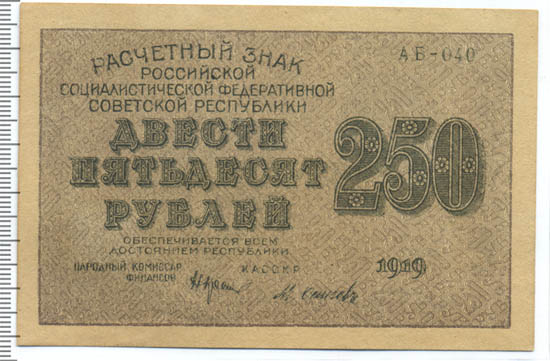 РАСЧЕТНЫЙ ЗНАК
АБ-040
РОССИЙСКОЙ
СОЦИАЛИСТИЧЕСКОЙ ФЕДЕРАТИВНОЙ
СОВЕТСКОЙ РЕСПУБЛИКИ
ДВЕСТИ
ПЯТЬДЕСЯТ
РУБЛЕЙ
250
ОБЕСПЕЧИВАЕТСЯ ВСЕМ
ДОСТОЯНИЕМ РЕСПУБЛИКИ
НАРОДНЫЙ КОМИССАР
ФИНАНСОВ
КАССИР
1919